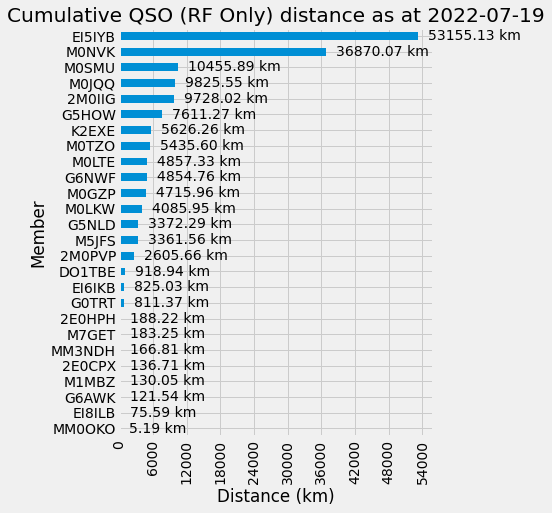 Cumulative QSO (RF Only) distance as at 2022-07-19
EI5IYB 53155.13 km
M0NVK 36870.07 km
M0SMU 10455.89 km
M0JQQ 9825.55 km
2M0IIG 9728.02 km
G5HOW 7611.27 km
K2EXE 5626.26 km
M0TZO 5435.60 km
M0LTE 4857.33 km
G6NWF 4854.76 km
M0GZP 4715.96 km
M0LKW 4085.95 km
G5NLD 3372.29 km
M5JFS 3361.56 km
2M0PVP 2605.66 km
DO1TBE 918.94 km
EI6IKB 825.03 km
G0TRT 811.37 km
2E0HPH 188.22 km
M7GET 183.25 km
MM3NDH 166.81 km
2E0CPX 136.71 km
M1MBZ 130.05 km
G6AWK 121.54 km
EI8ILB 75.59 km
MM0OKO 5.19 km
Member
0 6000 12000 18000 24000 30000 36000 42000 48000 54000
Distance (km)